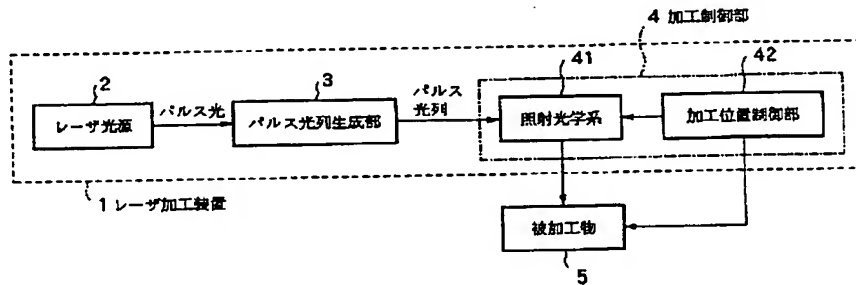 4 加工制御部
2
レーザ光源
パルス光
3
パルス光列生成部
パルス
光列
41
照射光学系
42
加工位置制御部
1 レーザ加工装置
被加工物
5